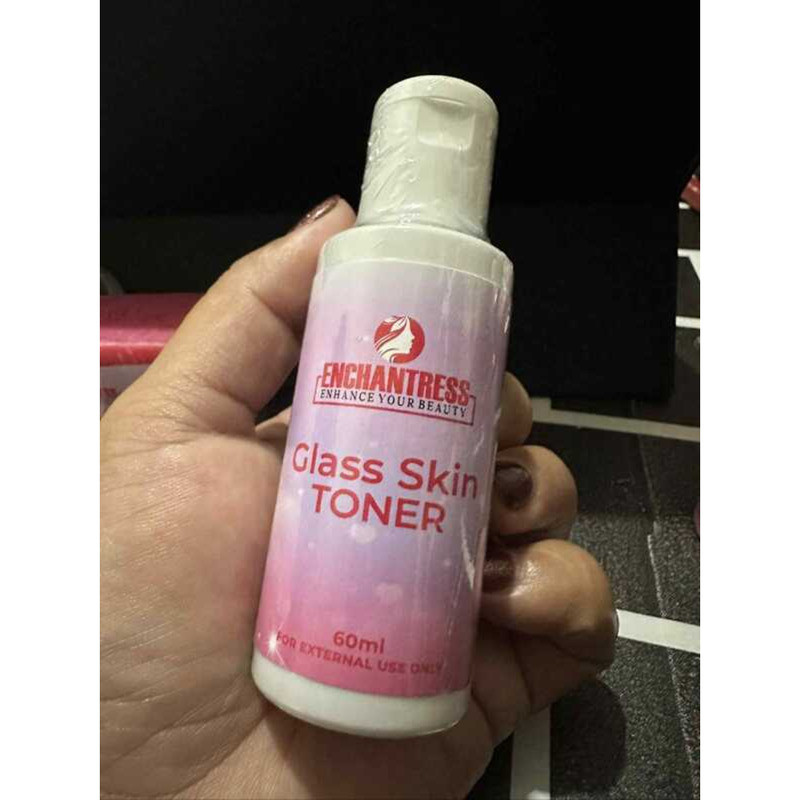 ENCHANTRESS
ENHANCE YOUR BEAUTY
Glass Skin
TONER
60ml
FOR EXTERNAL USE ONLY